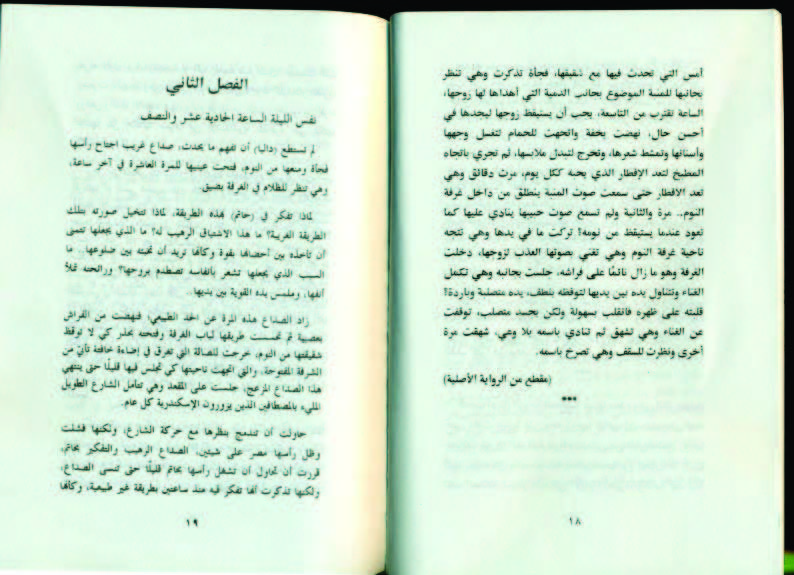 أمس التي تحدث فيها مع شقيقها، فجأة تذكرت وهي تنظر
بجانبها للمنبة الموضوع بجانب الدمية التي أهداها لها زوجها،
الساعة تقترب من التاسعة، يجب أن يستيقظ زوجها ليجدها في
أحسن حال، نهضت بخفة واتجهت للحمام تغسل وجهها
وأسنانها وتمشط شعرها، وتخرج لتبدل ملابسها، ثم تجري باتجاه
المطبخ لتعد الإفطار الذي يحبه ككل يوم، مرت دقائق وهي
تعد الافطار حتى سمعت صوت المنبة ينطلق من داخل غرفة
النوم.. مرة والثانية ولم تسمع صوت حبيبها ينادي عليها كما
تعود عندما يستيقظ من نومه! تركت ما في يدها وهي تتجه
ناحية غرفة النوم وهي تغني بصوتها العذب لزوجها، دخلت
الغرفة وهو ما زال نائمًا على فراشه، جلست بجانبه وهي تكمل
الغناء وتتناول يده بين يديها لتوقظه بلطف، يده متصلبة وباردة!
قلبته على ظهره فانقلب بسهولة ولكن بجسد متصلب، توقفت
عن الغناء وهي تشهق ثم تنادي باسمه بلا وعي، شهقت مرة
أخرى ونظرت للسقف وهي تصرخ باسمه.
(مقطع من الرواية الأصلية)
***
١٨
الفصل الثاني
نفس الليلة الساعة الحادية عشر والنصف
لم تستطع (داليا) أن تفهم ما يحدث، صداع غريب اجتاح رأسها
فجأة ومنعها من النوم، فتحت عينيها للمرة العاشرة في آخر ساعة،
وهي تنظر للظلام في الغرفة بضيق.
لماذا تفكر في (حاتم) بهذه الطريقة، لماذا تتخيل صورته بتلك
الطريقة الغريبة؟ ما هذا الاشتياق الرهيب له؟ ما الذي يجعلها تتمنى
أن تأخذه بين أحضانها بقوة وكأنها تريد أن تخبئه بين ضلوعها.. ما
السبب الذي يجعلها تشعر بأنفاسه تصطدم بروحها؟ ورائحته تملأ
أنفها، وملمس يده القوية بين يديها..
زاد الصداع هذه المرة عن الحد الطبيعي، فنهضت من الفراش
بعصبية ثم تحسست طريقها لباب الغرفة وفتحته بحذر كي لا توقظ
شقيقتها من النوم، خرجت للصالة التي تغرق في إضاءة خافتة تأتي من
الشرفة المفتوحة، والتي اتجهت ناحيتها كي تجلس فيها قليلًا حتى ينتهي
هذا الصداع المزعج، جلست على المقعد وهي تتأمل الشارع الطويل
المليء بالمصطافين الذين يزورون الإسكندرية كل عام.
حاولت أن تندمج بنظرها مع حركة الشارع، ولكنها فشلت
وظل رأسها مصر على شيئين، الصداع الرهيب والتفكير بحاتم،
قررت أن تحاول أن تشغل رأسها بحاتم قليلًا حتى تنسى الصداع،
ولكنها تذكرت أنها تفكر فيه منذ ساعتين بطريقة غير طبيعية، وكأنها
١٩